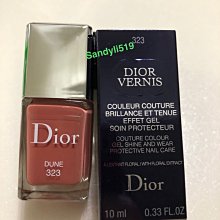 Sandyli519
323
DIOR
VERNIS
COULEUR COUTURE
BRILLANCE ET TENUE
EFFET GEL
SOIN PROTECTEUR
COUTURE COLOUR
GEL SHINE AND WEAR
PROTECTIVE NAIL CARE
Dior
10 ml 0.33 FL.OZ
Dior
DUNE
323